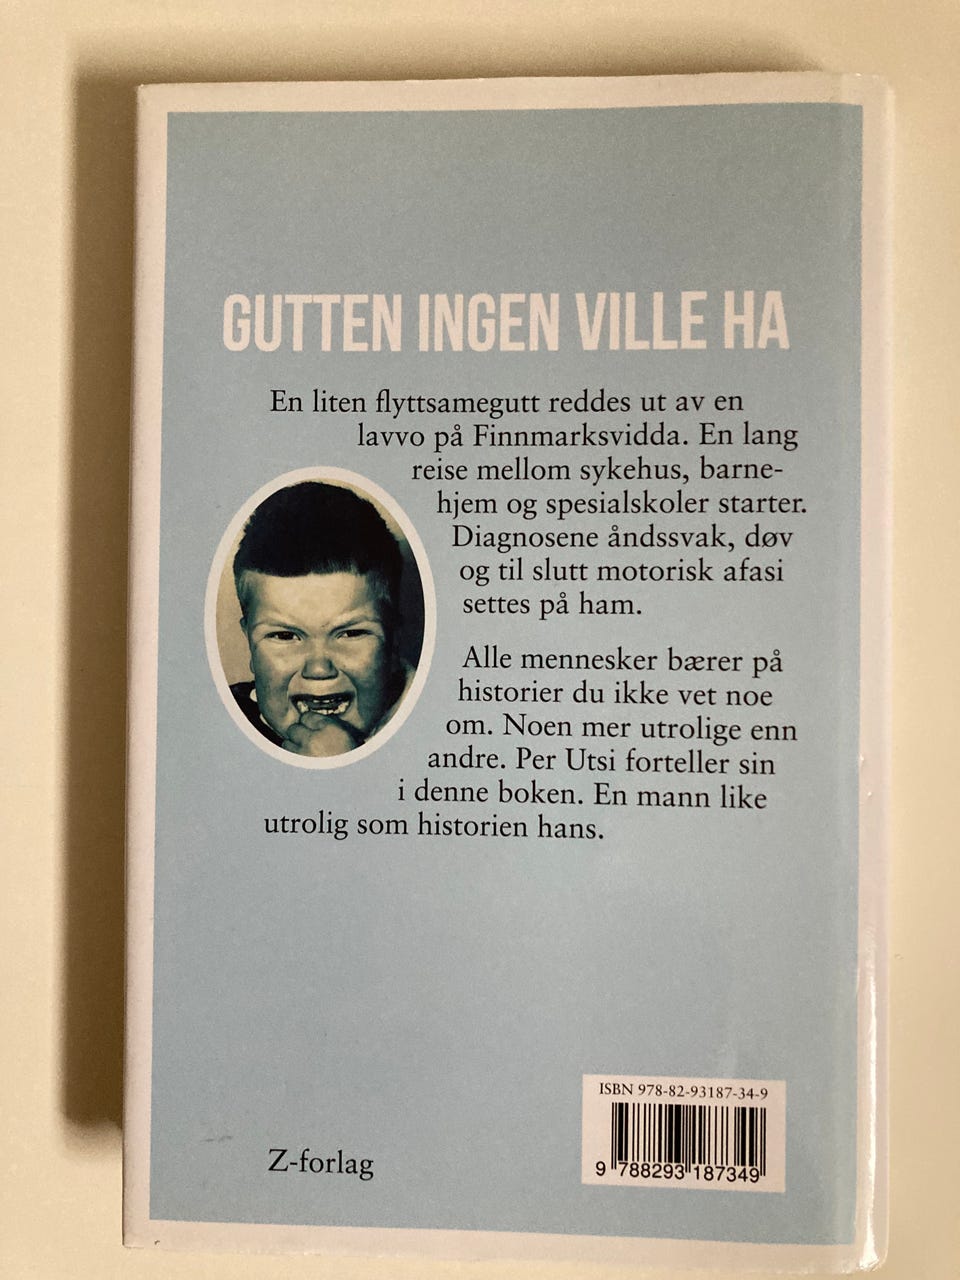 GUTTEN INGEN VILLE HA
En liten flyttsamegutt reddes ut av en
lavvo på Finnmarksvidda. En lang
reise mellom sykehus, barne-
hjem og spesialskoler starter.
Diagnosene åndssvak, døv
og til slutt motorisk afasi
settes på ham.
Alle mennesker bærer på
historier du ikke vet noe
om. Noen mer utrolige enn
andre. Per Utsi forteller sin
i denne boken. En mann like
utrolig som historien hans.
ISBN 978-82-93187-34-9
9 788293 187349
Z-forlag